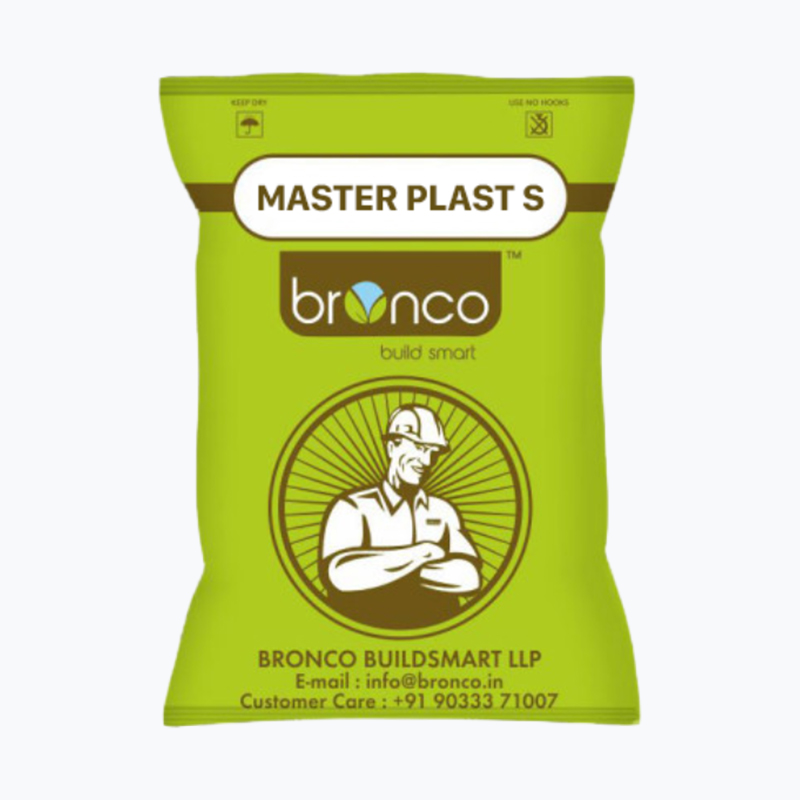 KEEP DRY
USE NO HOOKS
MASTER PLAST S
bronco
TM
build smart
BRONCO BUILDSMART LLP
E-mail : info@bronco.in
Customer Care : +91 90333 71007